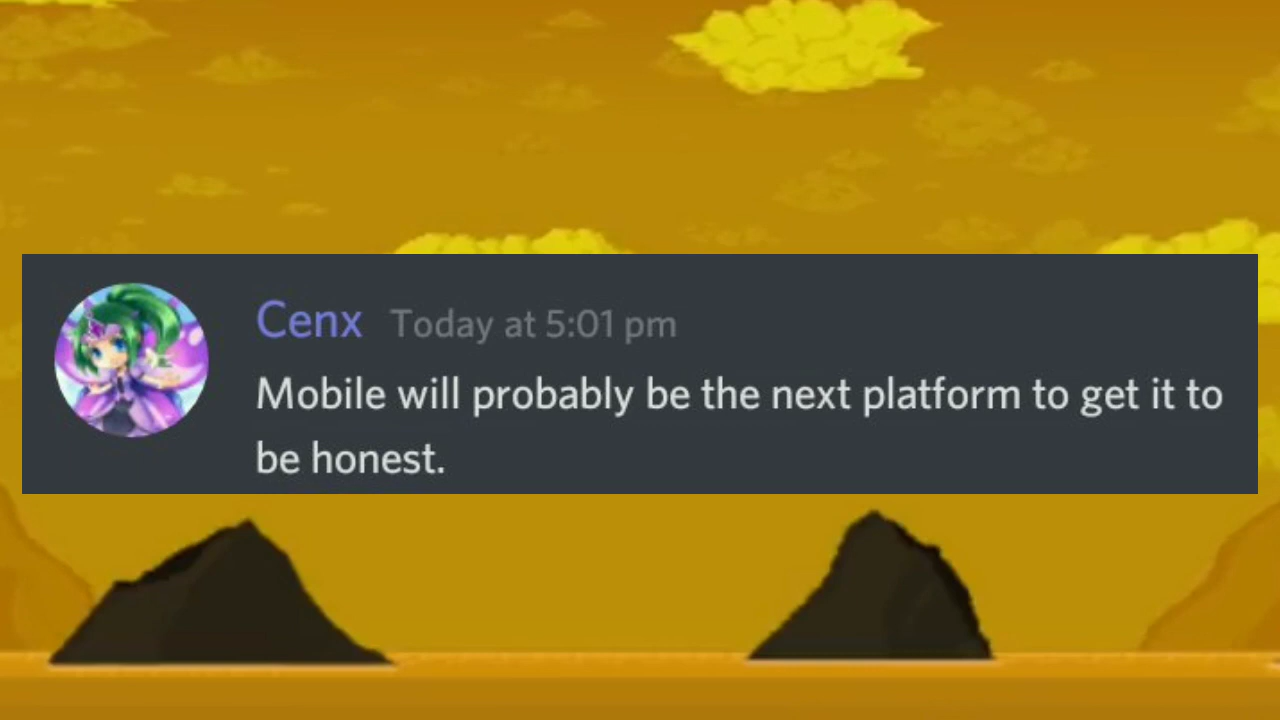 Cenx Today at 5:01 pm
Mobile will probably be the next platform to get it to
be honest.